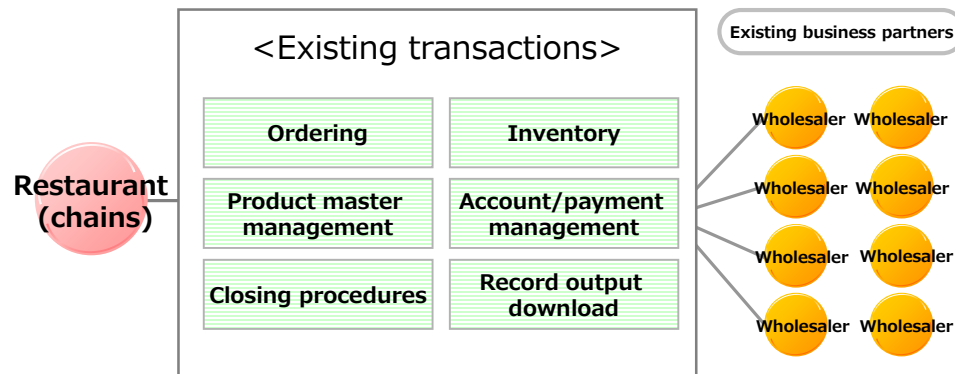 <Existing transactions>
Existing business partners
Restaurant
(chains)
Ordering
Inventory
Product master
management
Account/payment
management
Closing procedures
Record output
download
Wholesaler Wholesaler
Wholesaler Wholesaler
Wholesaler Wholesaler
Wholesaler Wholesaler